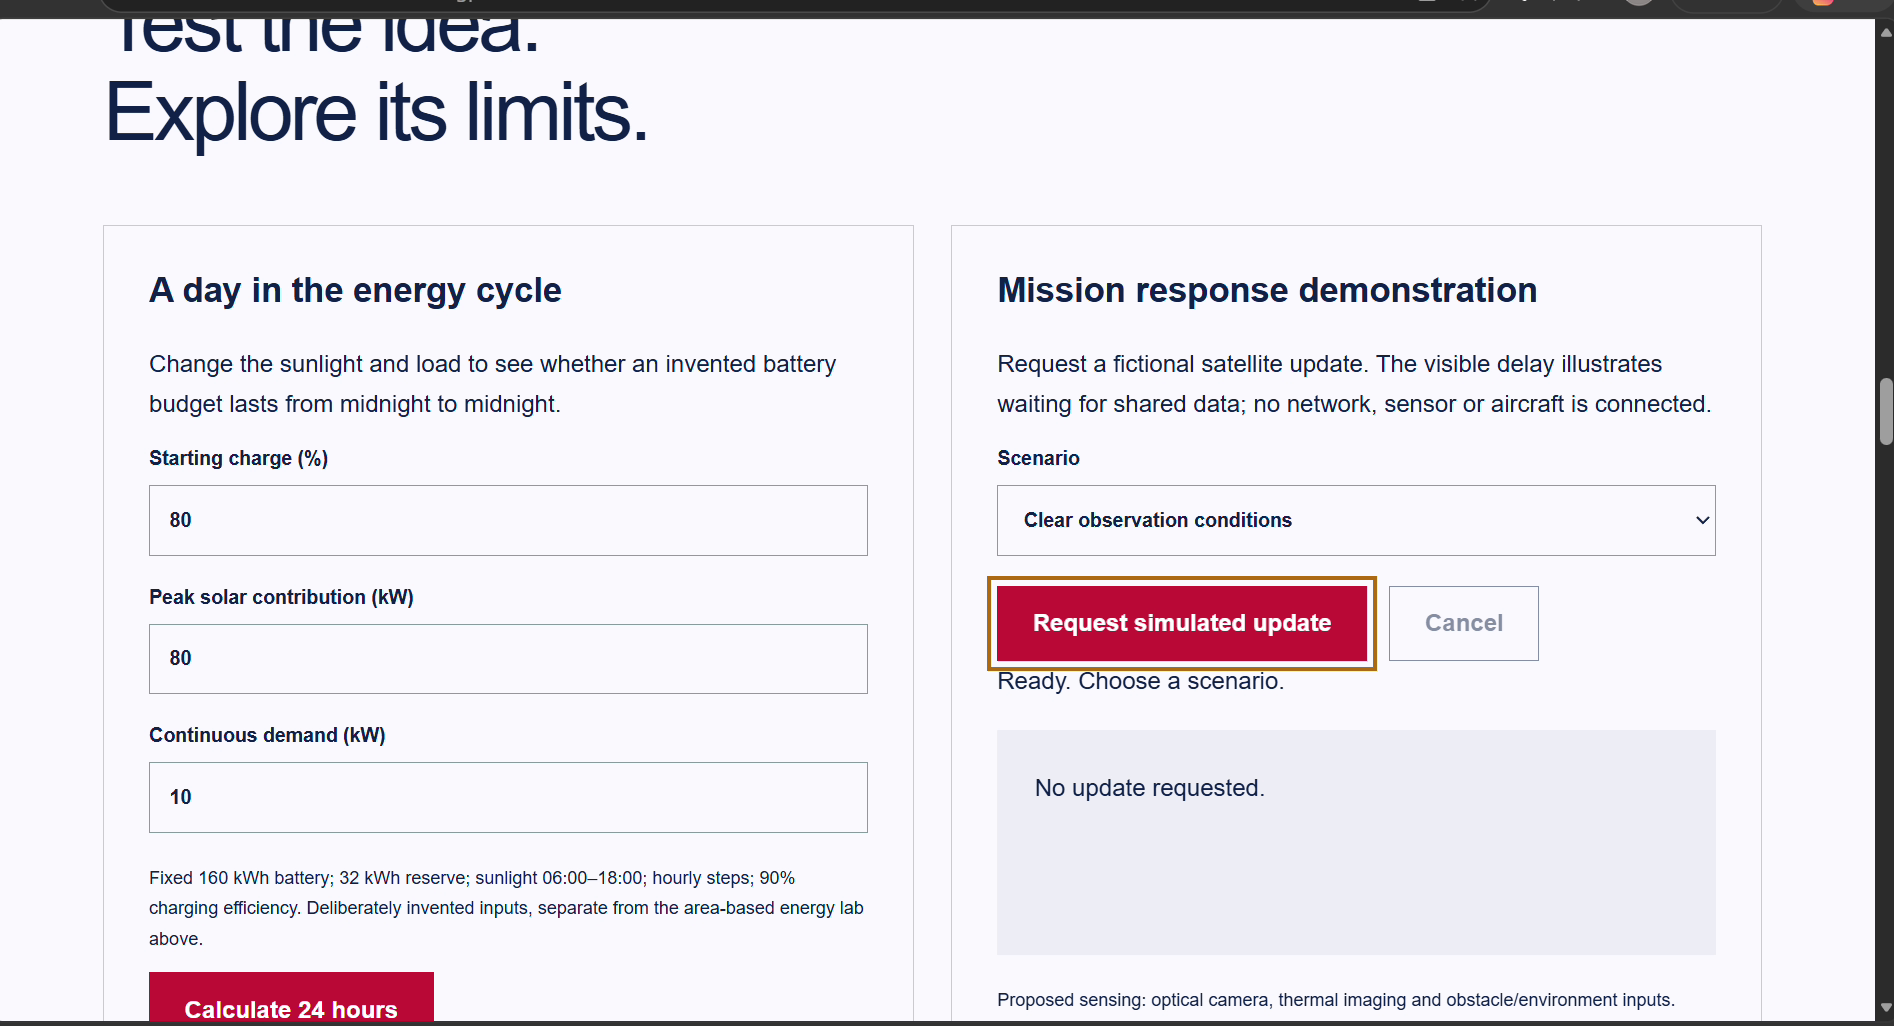 Test the idea.
Explore its limits.
A day in the energy cycle
Change the sunlight and load to see whether an invented battery
budget lasts from midnight to midnight.
Starting charge (%)
80
Peak solar contribution (kW)
80
Continuous demand (kW)
10
Fixed 160 kWh battery; 32 kWh reserve; sunlight 06:00–18:00; hourly steps; 90%
charging efficiency. Deliberately invented inputs, separate from the area-based energy lab
above.
Calculate 24 hours
Mission response demonstration
Request a fictional satellite update. The visible delay illustrates
waiting for shared data; no network, sensor or aircraft is connected.
Scenario
Clear observation conditions
Request simulated update
Cancel
Ready. Choose a scenario.
No update requested.
Proposed sensing: optical camera, thermal imaging and obstacle/environment inputs.